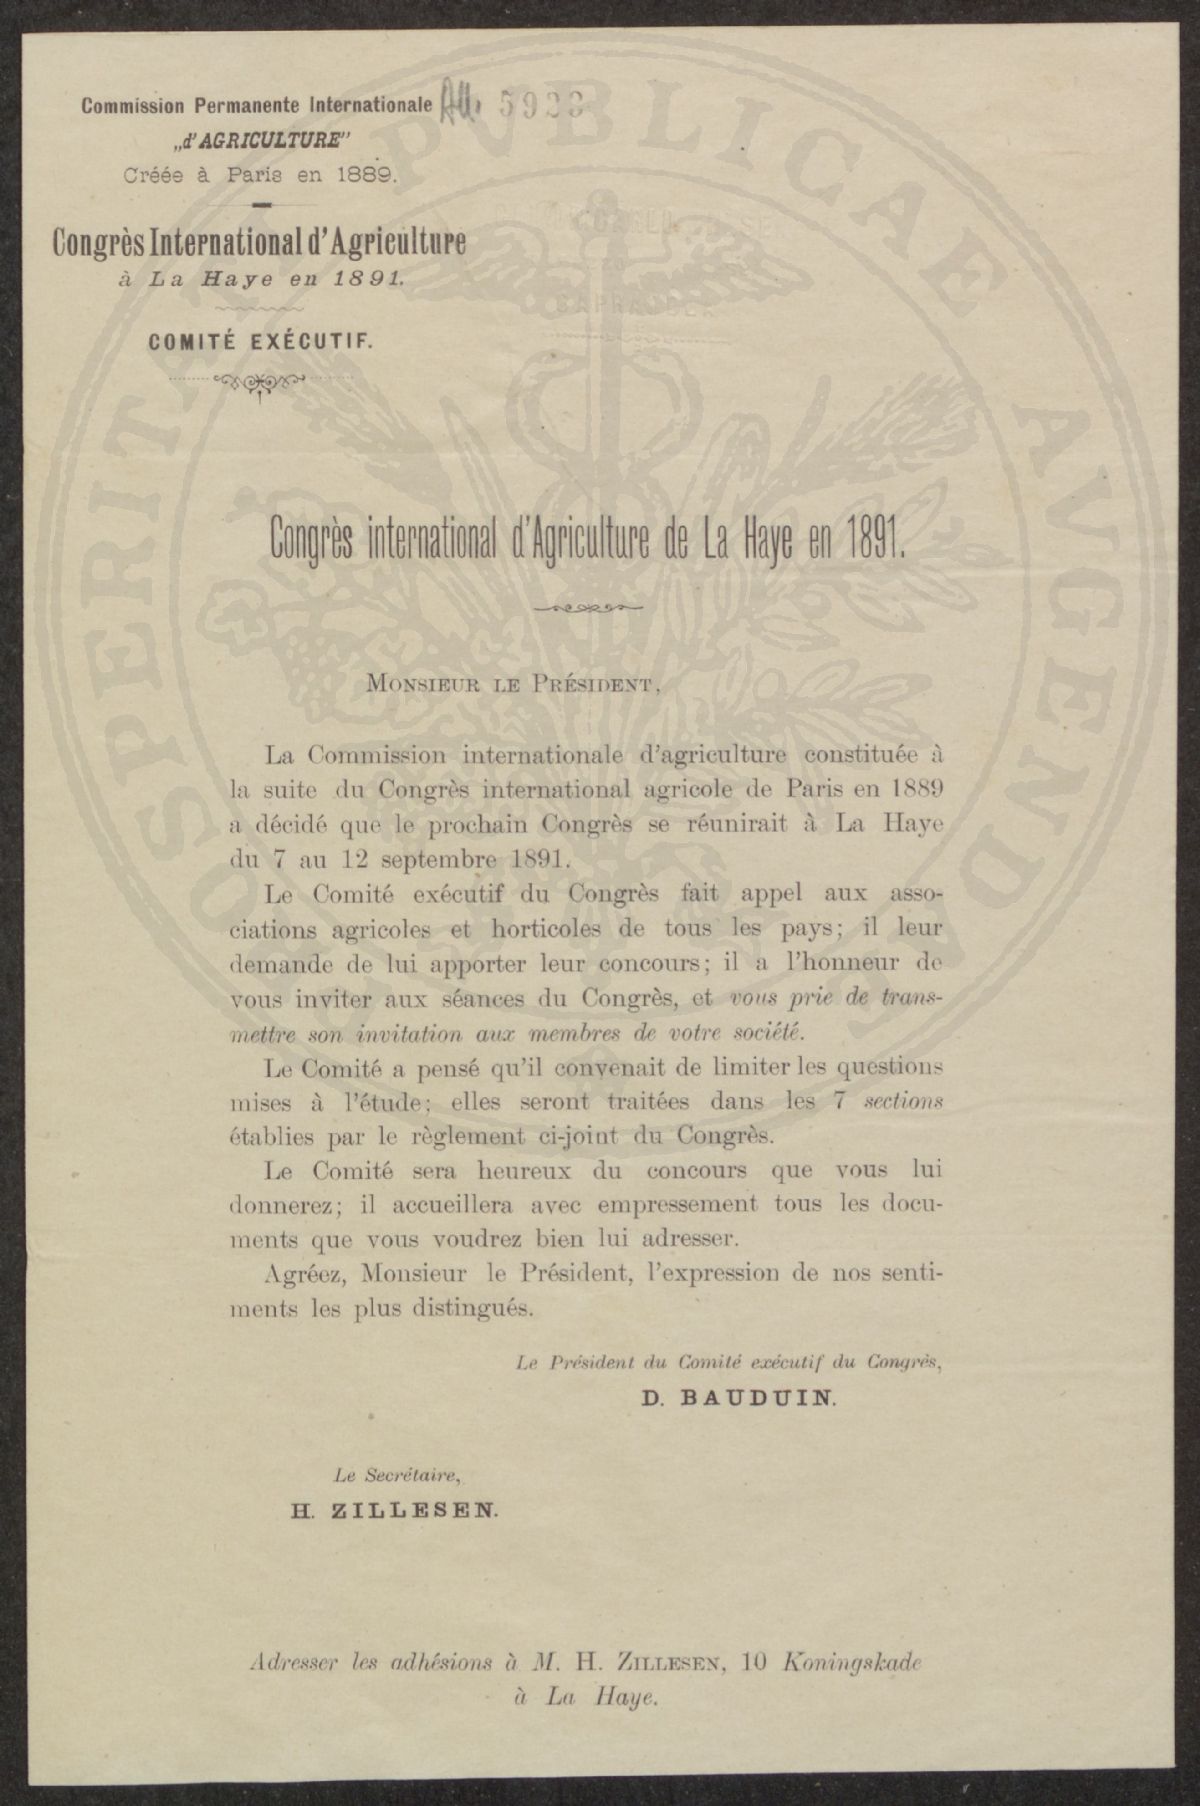 Commission Permanente Internationale
„d'AGRICULTURE"
Créée à Paris en 1889.
Congrès International d'Agriculture
à La Haye en 1891.
COMITÉ EXÉCUTIF.
Congrès international d'Agriculture de La Haye en 1891.
MONSIEUR LE PRÉSIDENT,
La Commission internationale d'agriculture constituée à
la suite du Congrès international agricole de Paris en 1889
a décidé que le prochain Congrès se réunirait à La Haye
du 7 au 12 septembre 1891.
Le Comité exécutif du Congrès fait appel aux asso-
ciations agricoles et horticoles de tous les pays; il leur
demande de lui apporter leur concours; il a l'honneur de
vous inviter aux séances du Congrès, et vous prie de trans-
mettre son invitation aux membres de votre société.
Le Comité a pensé qu'il convenait de limiter les questions
mises à l'étude; elles seront traitées dans les 7 sections
établies par le règlement ci-joint du Congrès.
Le Comité sera heureux du concours que vous lui
donnerez; il accueillera avec empressement tous les docu-
ments que vous voudrez bien lui adresser.
Agréez, Monsieur le Président, l'expression de nos senti-
ments les plus distingués.
Le Président du Comité exécutif du Congrès,
D. BAUDUIN.
Le Secrétaire,
H. ZILLESEN.
Adresser les adhésions à M. H. ZILLESEN, 10 Koningskade
à La Haye.